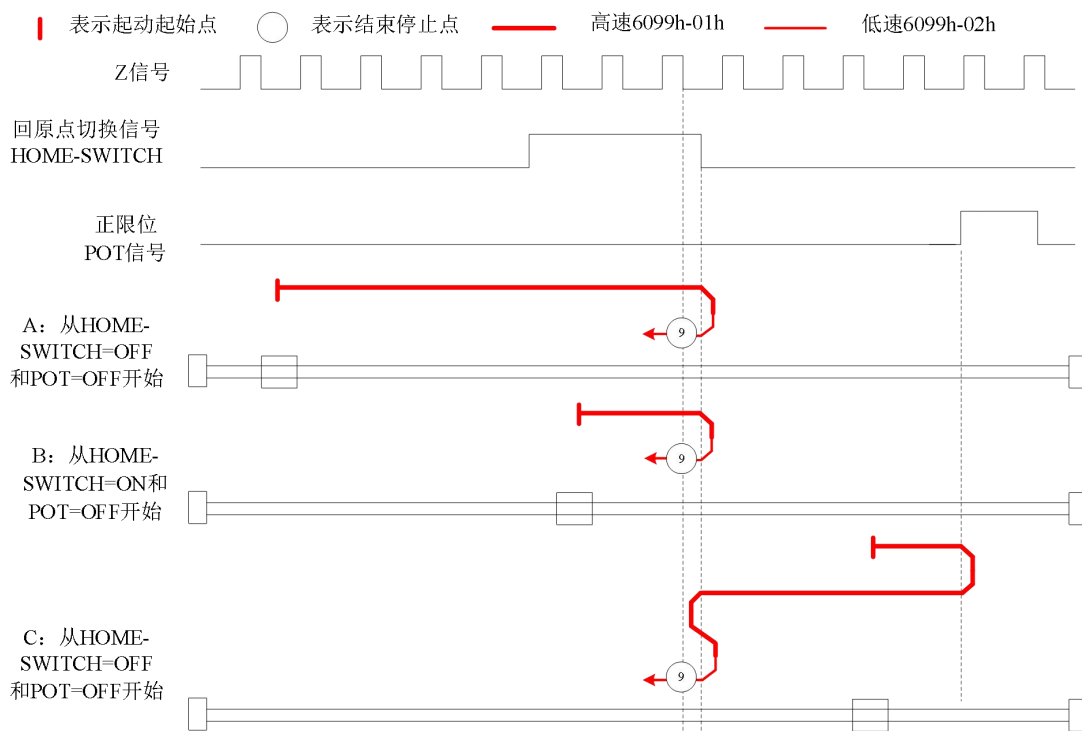 表示起动起始点 表示结束停止点 高速6099h-01h 低速6099h-02h
Z信号
回原点切换信号
HOME-SWITCH
正限位
POT信号
A：从HOME-
SWITCH=OFF
和POT=OFF开始
9
B：从HOME-
SWITCH=ON和
POT=OFF开始
9
C：从HOME-
SWITCH=OFF
和POT=OFF开始
9